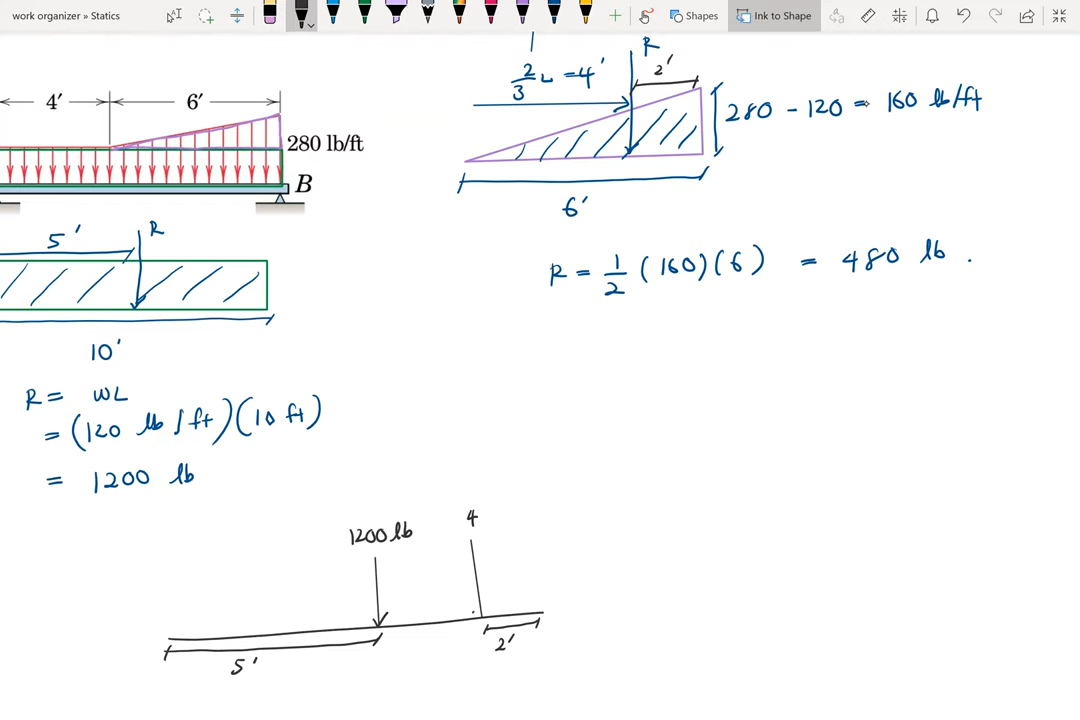 work organizer » Statics
Shapes
Ink to Shape
4'
6'
280 lb/ft
B
2/3 L = 4'
R
2'
280 - 120 = 160 lb/ft
6'
5'
R
10'
R = 1/2 (160)(6) = 480 lb.
R = WL
= (120 lb/ft)(10 ft)
= 1200 lb
1200 lb
4
5'
2'